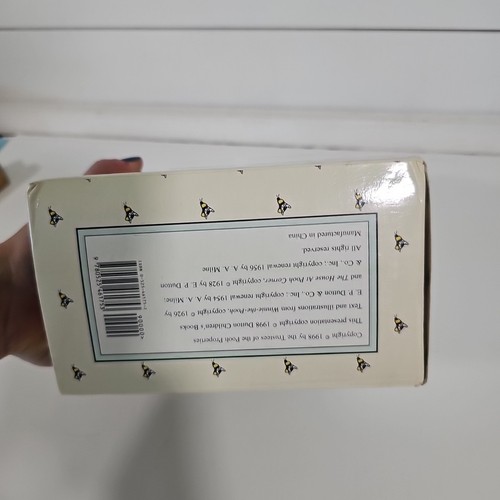 Copyright © 1998 by the Trustees of the Pooh Properties
This presentation copyright © 1998 Dutton Children's Books
Text and illustrations from Winnie-the-Pooh, copyright © 1926 by
E. P. Dutton & Co., Inc.; copyright renewal 1954 by A. A. Milne;
and The House At Pooh Corner, copyright © 1928 by E. P. Dutton
& Co., Inc.; copyright renewal 1956 by A. A. Milne
All rights reserved.
Manufactured in China
90000>